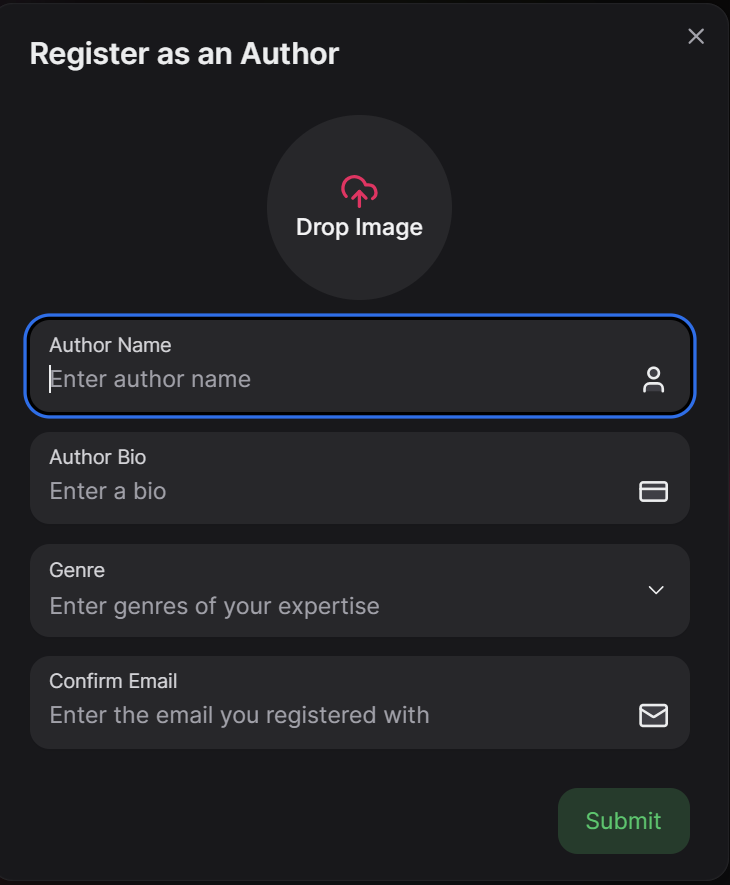 Register as an Author
Drop Image
Author Name
Enter author name
Author Bio
Enter a bio
Genre
Enter genres of your expertise
Confirm Email
Enter the email you registered with
Submit